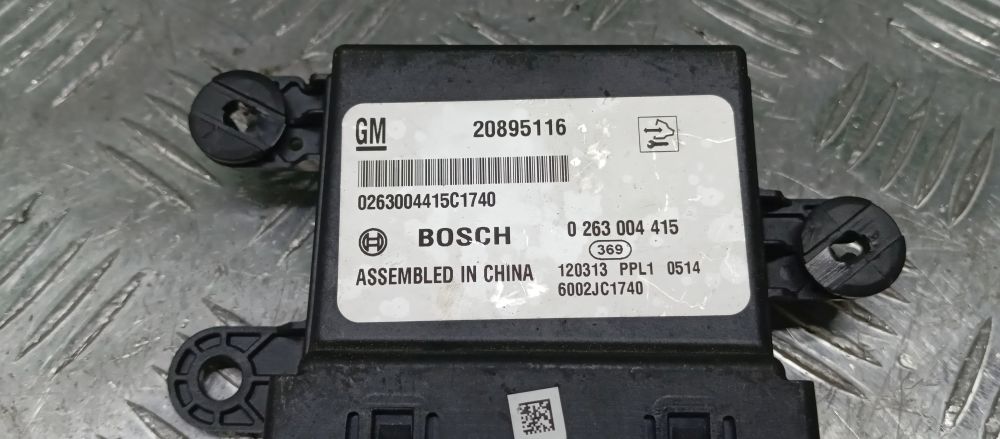 GM 20895116
0263004415C1740
BOSCH 0 263 004 415
369
ASSEMBLED IN CHINA 120313 PPL1 0514
6002JC1740